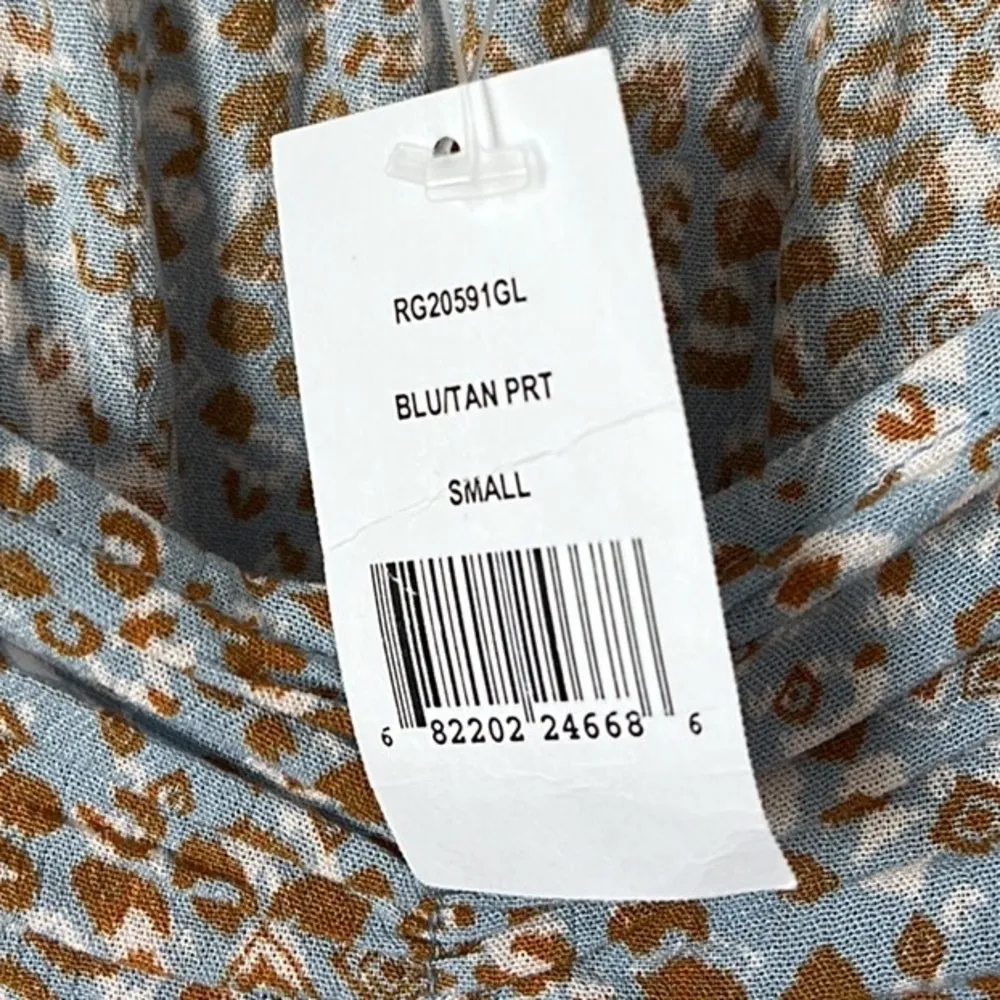 RG20591GL
BLU/TAN PRT
SMALL
6 82202 24668 6